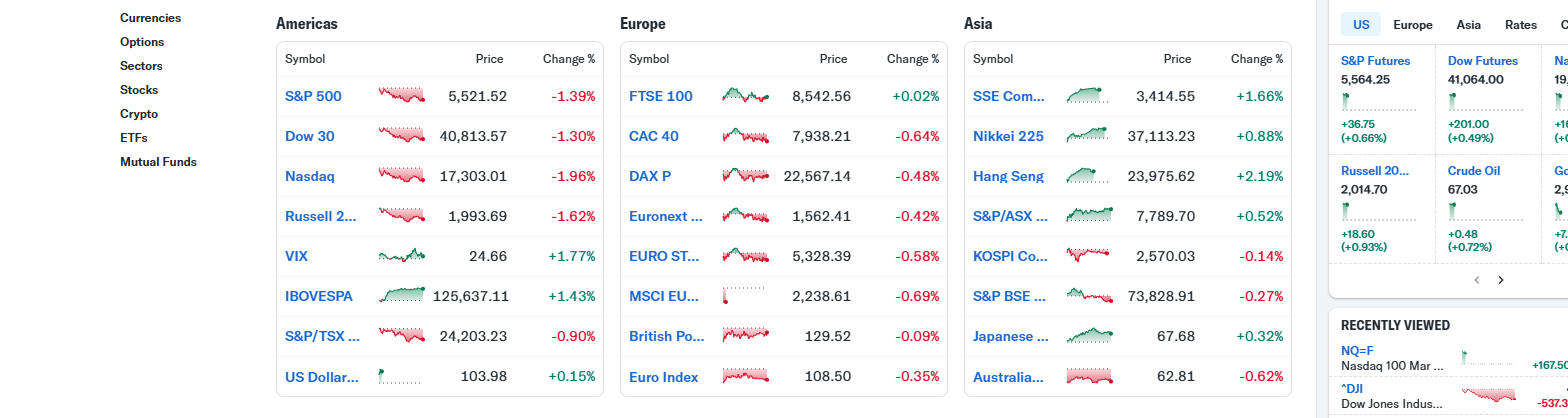 Currencies
Options
Sectors
Stocks
Crypto
ETFs
Mutual Funds
Americas
Symbol Price Change %
S&P 500 5,521.52 -1.39%
Dow 30 40,813.57 -1.30%
Nasdaq 17,303.01 -1.96%
Russell 2... 1,993.69 -1.62%
VIX 24.66 +1.77%
IBOVESPA 125,637.11 +1.43%
S&P/TSX ... 24,203.23 -0.90%
US Dollar... 103.98 +0.15%
Europe
Symbol Price Change %
FTSE 100 8,542.56 +0.02%
CAC 40 7,938.21 -0.64%
DAX P 22,567.14 -0.48%
Euronext ... 1,562.41 -0.42%
EURO ST... 5,328.39 -0.58%
MSCI EU... 2,238.61 -0.69%
British Po... 129.52 -0.09%
Euro Index 108.50 -0.35%
Asia
Symbol Price Change %
SSE Com... 3,414.55 +1.66%
Nikkei 225 37,113.23 +0.88%
Hang Seng 23,975.62 +2.19%
S&P/ASX ... 7,789.70 +0.52%
KOSPI Co... 2,570.03 -0.14%
S&P BSE ... 73,828.91 -0.27%
Japanese ... 67.68 +0.32%
Australia... 62.81 -0.62%
US Europe Asia Rates
S&P Futures Dow Futures
5,564.25 41,064.00
+36.75 +201.00
(+0.66%) (+0.49%)
Russell 20... Crude Oil
2,014.70 67.03
+18.60 +0.48
(+0.93%) (+0.72%)
RECENTLY VIEWED
NQ=F
Nasdaq 100 Mar ... +167.50
^DJI
Dow Jones Indus... -537.3